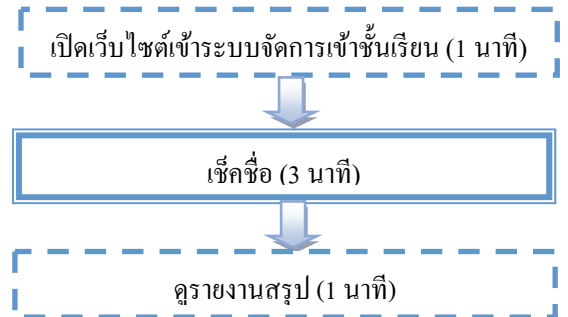 เปิดเว็บไซต์เข้าระบบจัดการเข้าชั้นเรียน (1 นาที)
เช็คชื่อ (3 นาที)
ดูรายงานสรุป (1 นาที)